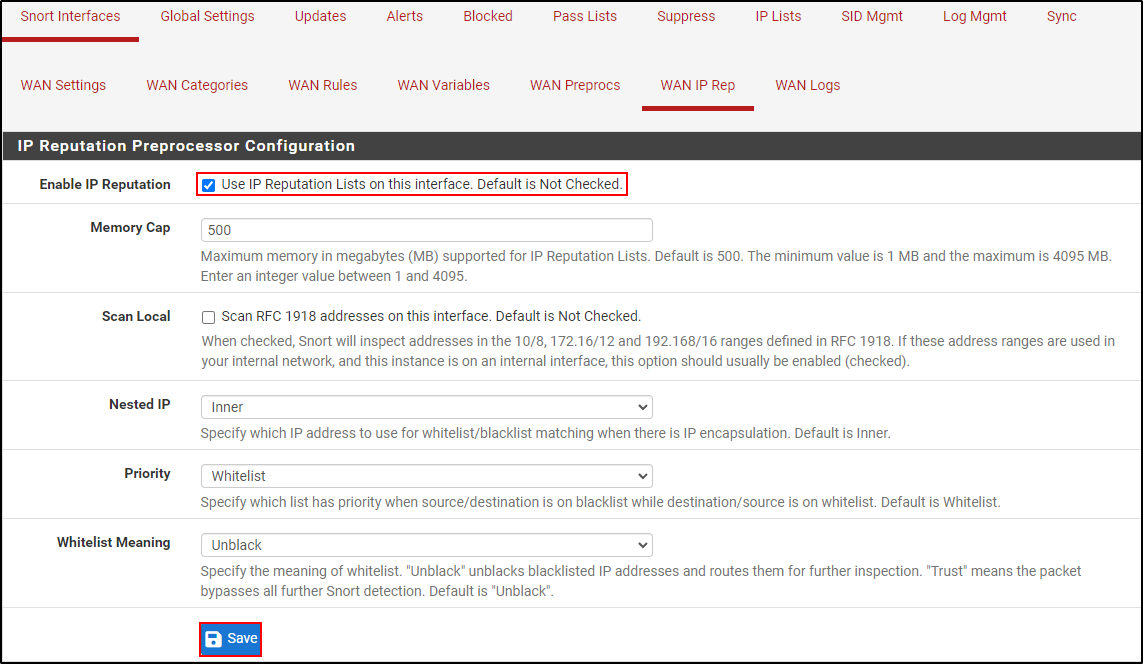 Snort Interfaces Global Settings Updates Alerts Blocked Pass Lists Suppress IP Lists SID Mgmt Log Mgmt Sync
WAN Settings WAN Categories WAN Rules WAN Variables WAN Preprocs WAN IP Rep WAN Logs
IP Reputation Preprocessor Configuration
Enable IP Reputation Use IP Reputation Lists on this interface. Default is Not Checked.
Memory Cap 500
Maximum memory in megabytes (MB) supported for IP Reputation Lists. Default is 500. The minimum value is 1 MB and the maximum is 4095 MB.
Enter an integer value between 1 and 4095.
Scan Local Scan RFC 1918 addresses on this interface. Default is Not Checked.
When checked, Snort will inspect addresses in the 10/8, 172.16/12 and 192.168/16 ranges defined in RFC 1918. If these address ranges are used in
your internal network, and this instance is on an internal interface, this option should usually be enabled (checked).
Nested IP Inner
Specify which IP address to use for whitelist/blacklist matching when there is IP encapsulation. Default is Inner.
Priority Whitelist
Specify which list has priority when source/destination is on blacklist while destination/source is on whitelist. Default is Whitelist.
Whitelist Meaning Unblack
Specify the meaning of whitelist. "Unblack" unblacks blacklisted IP addresses and routes them for further inspection. "Trust" means the packet
bypasses all further Snort detection. Default is "Unblack".
Save